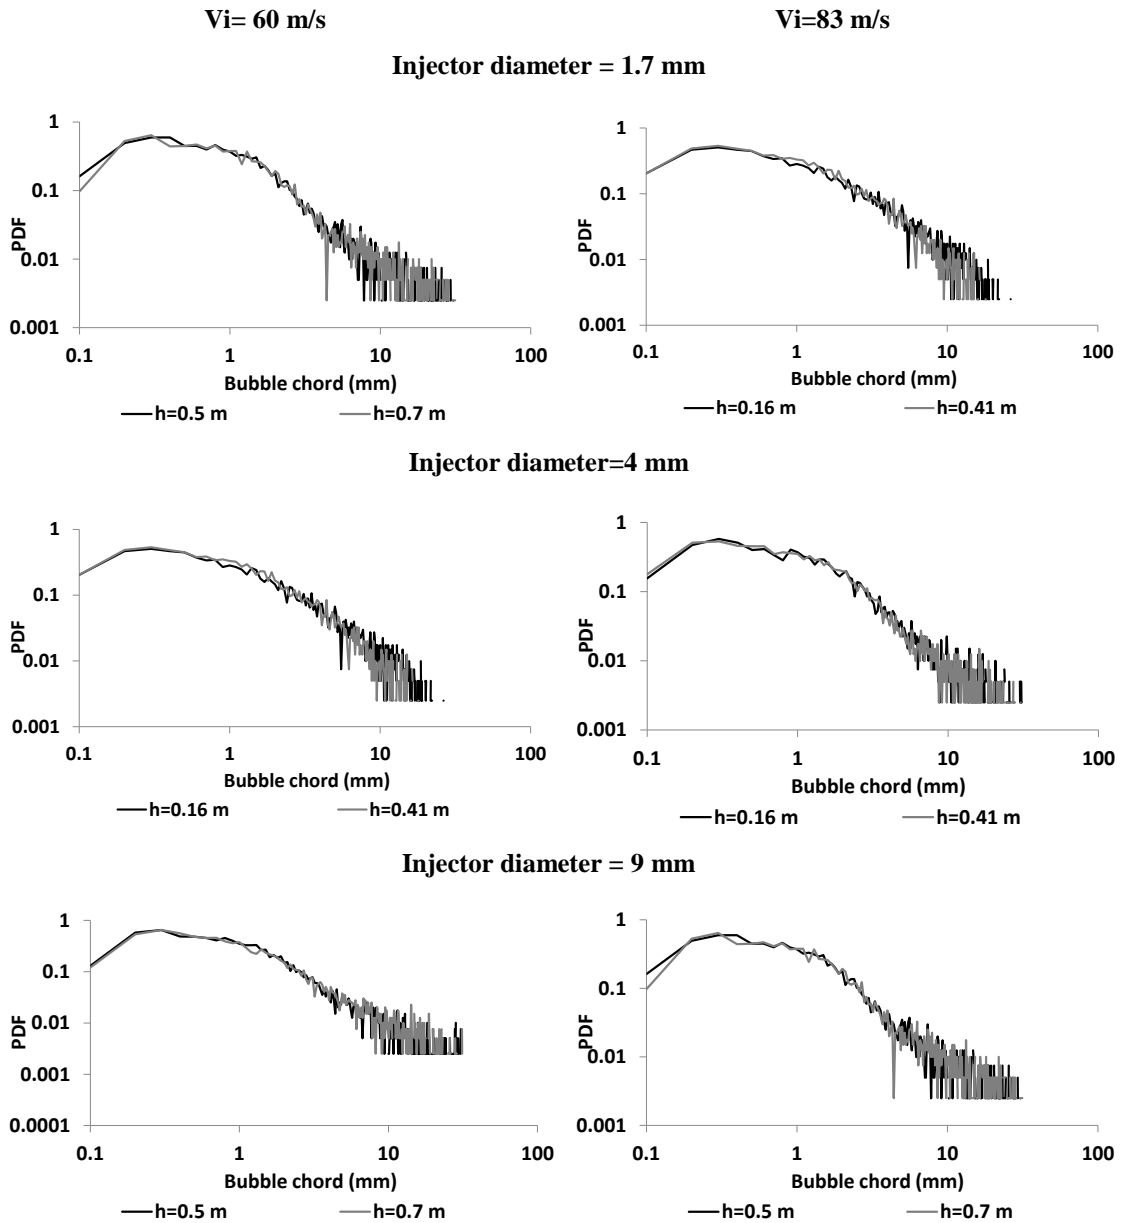 Vi= 60 m/s
Vi=83 m/s
Injector diameter = 1.7 mm
1
0.1
0.01
0.001
PDF
0.1 1 10 100
Bubble chord (mm)
h=0.5 m h=0.7 m
1
0.1
0.01
0.001
PDF
0.1 1 10 100
Bubble chord (mm)
h=0.16 m h=0.41 m
Injector diameter=4 mm
1
0.1
0.01
0.001
PDF
0.1 1 10 100
Bubble chord (mm)
h=0.16 m h=0.41 m
1
0.1
0.01
0.001
PDF
0.1 1 10 100
Bubble chord (mm)
h=0.16 m h=0.41 m
Injector diameter = 9 mm
1
0.1
0.01
0.001
0.0001
PDF
0.1 1 10 100
Bubble chord (mm)
h=0.5 m h=0.7 m
1
0.1
0.01
0.001
PDF
0.1 1 10 100
Bubble chord (mm)
h=0.5 m h=0.7 m